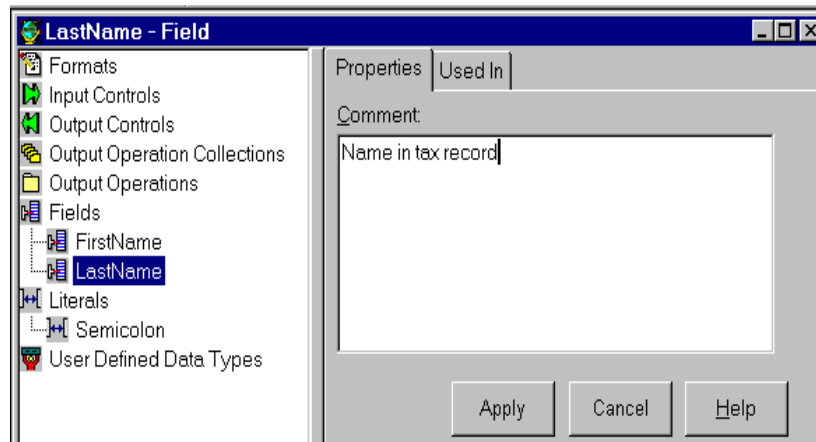 LastName - Field
Formats
Input Controls
Output Controls
Output Operation Collections
Output Operations
Fields
FirstName
LastName
Literals
Semicolon
User Defined Data Types
Properties
Used In
Comment:
Name in tax record
Apply
Cancel
Help